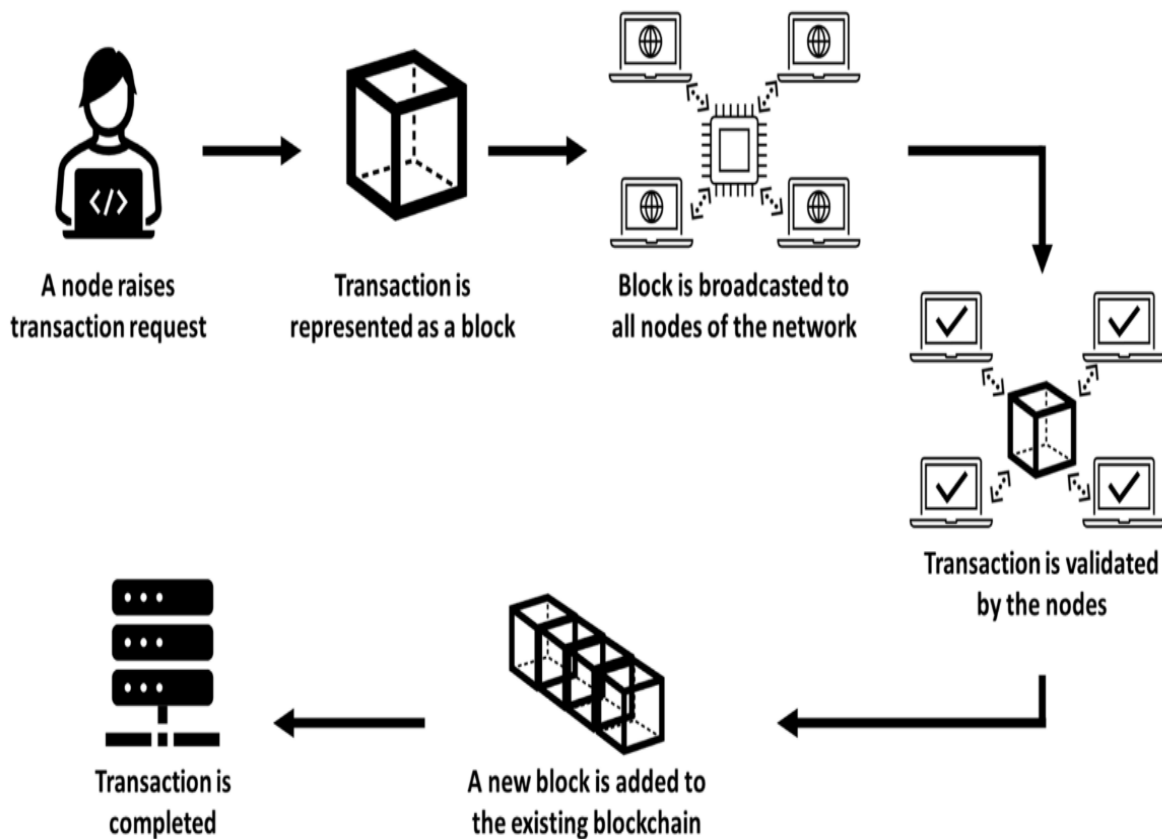 </>
A node raises
transaction request
Transaction is
represented as a block
Block is broadcasted to
all nodes of the network
Transaction is validated
by the nodes
A new block is added to
the existing blockchain
Transaction is
completed